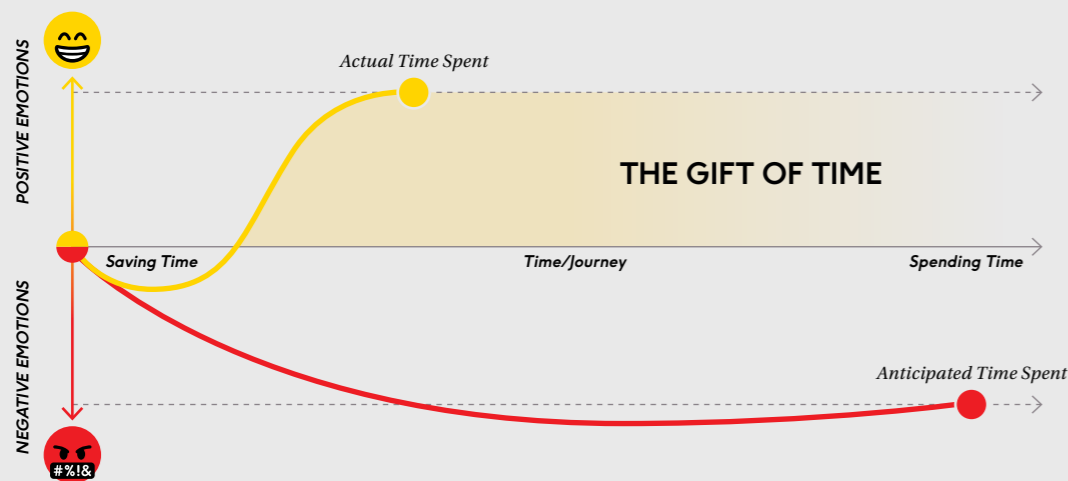 POSITIVE EMOTIONS
Actual Time Spent
THE GIFT OF TIME
Saving Time
Time/Journey
Spending Time
NEGATIVE EMOTIONS
Anticipated Time Spent
#%!&